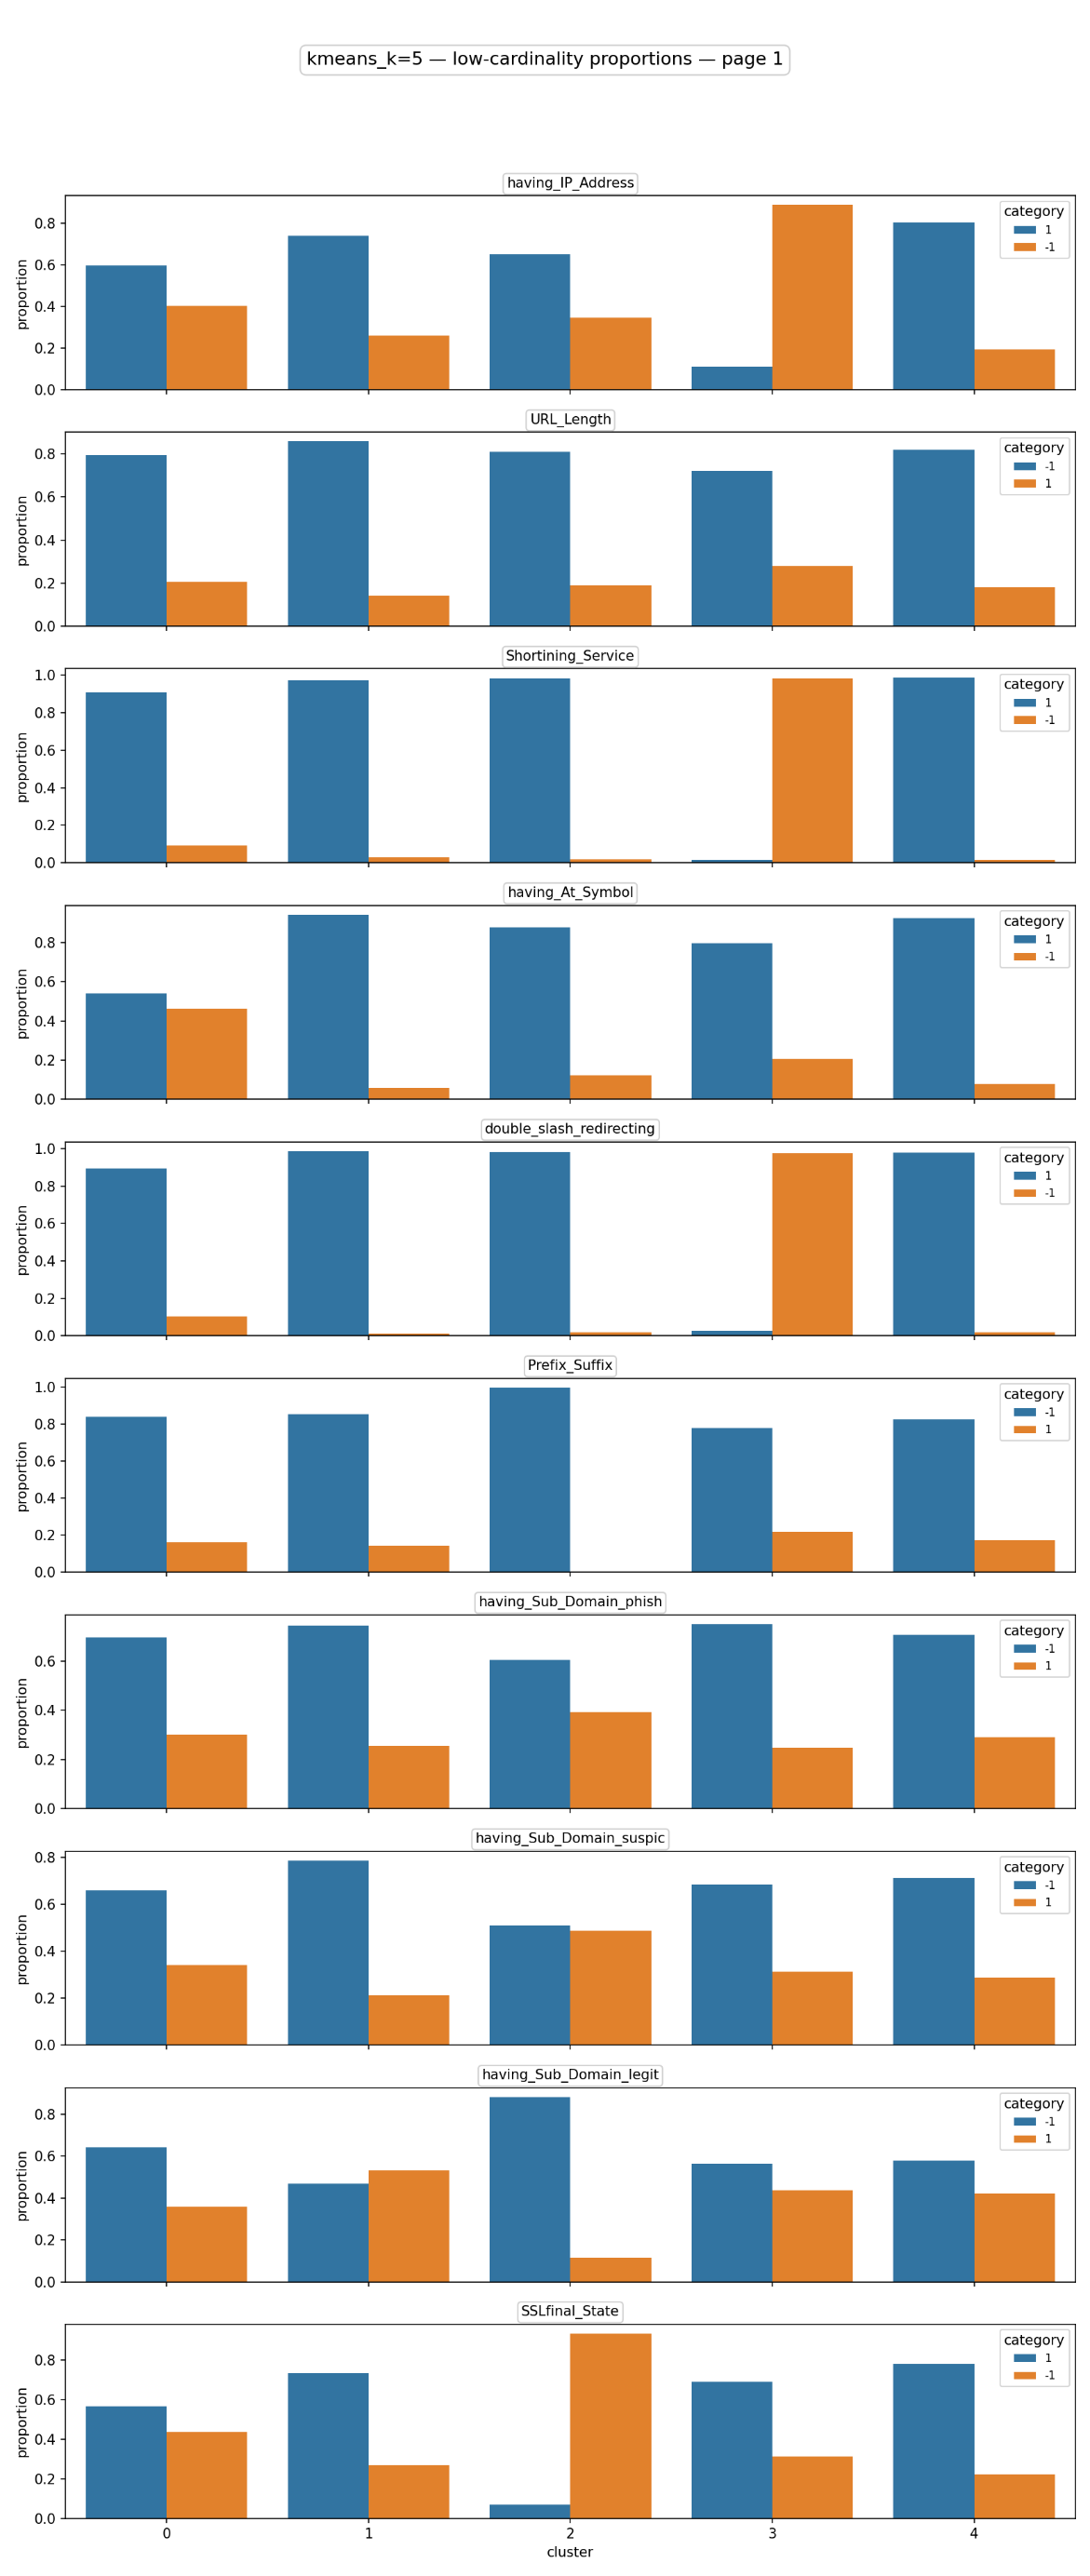 kmeans_k=5 — low-cardinality proportions — page 1
having_IP_Address
proportion
0.8
0.6
0.4
0.2
0.0
category
1
-1
URL_Length
proportion
0.8
0.6
0.4
0.2
0.0
category
-1
1
Shortining_Service
proportion
1.0
0.8
0.6
0.4
0.2
0.0
category
1
-1
having_At_Symbol
proportion
0.8
0.6
0.4
0.2
0.0
category
1
-1
double_slash_redirecting
proportion
1.0
0.8
0.6
0.4
0.2
0.0
category
1
-1
Prefix_Suffix
proportion
1.0
0.8
0.6
0.4
0.2
0.0
category
-1
1
having_Sub_Domain_phish
proportion
0.6
0.4
0.2
0.0
category
-1
1
having_Sub_Domain_suspic
proportion
0.8
0.6
0.4
0.2
0.0
category
-1
1
having_Sub_Domain_legit
proportion
0.8
0.6
0.4
0.2
0.0
category
-1
1
SSLfinal_State
proportion
0.8
0.6
0.4
0.2
0.0
category
1
-1
0 1 2 3 4
cluster